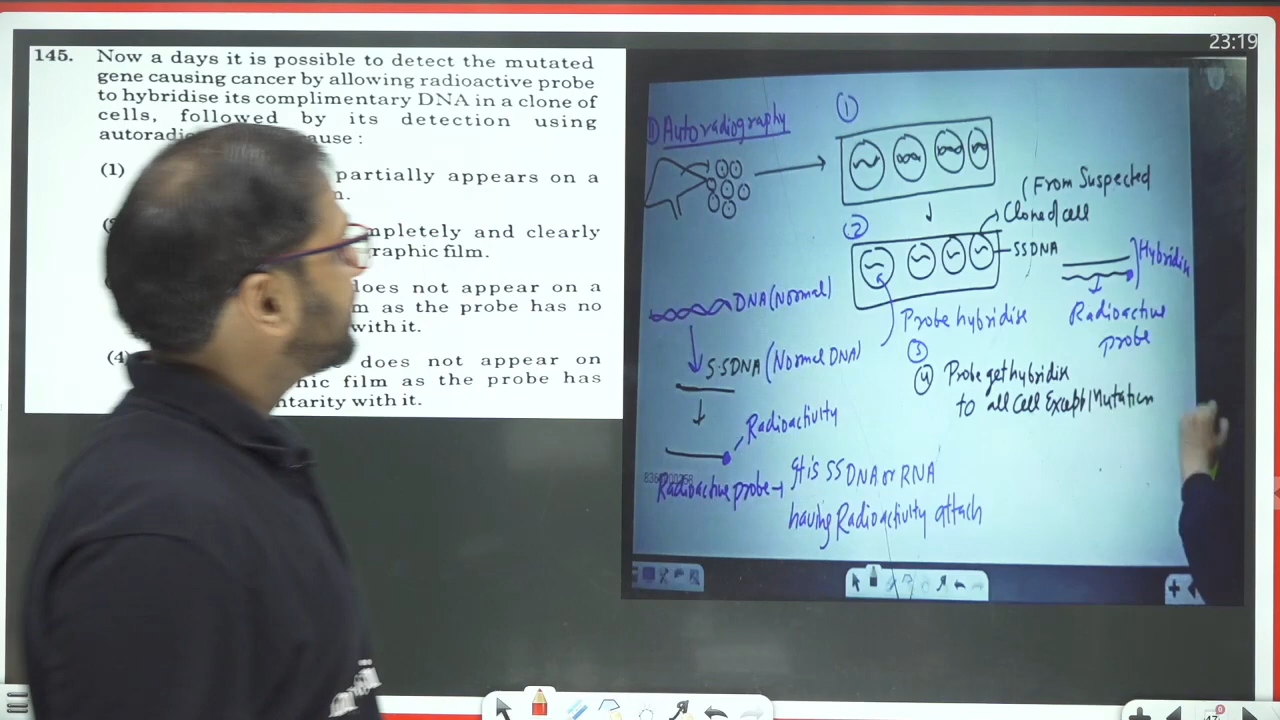 23:19
145. Now a days it is possible to detect the mutated
gene causing cancer by allowing radioactive probe
to hybridise its complimentary DNA in a clone of
cells, followed by its detection using
autoradi ause :
(1) partially appears on a
mpletely and clearly
raphic film.
does not appear on a
m as the probe has no
with it.
(4) does not appear on
hic film as the probe has
ntarity with it.
① Autoradiography
①
②
(From Suspected
Clone of cell
SSDNA
Hybridise
Radioactive
probe
DNA (Normal)
S.SDNA (Normal DNA)
Probe hybridise
③
④ Probe get hybridise
to all Cell Except Mutation
Radioactivity
Radioactive probe → It is SSDNA or RNA
having Radioactivity attach